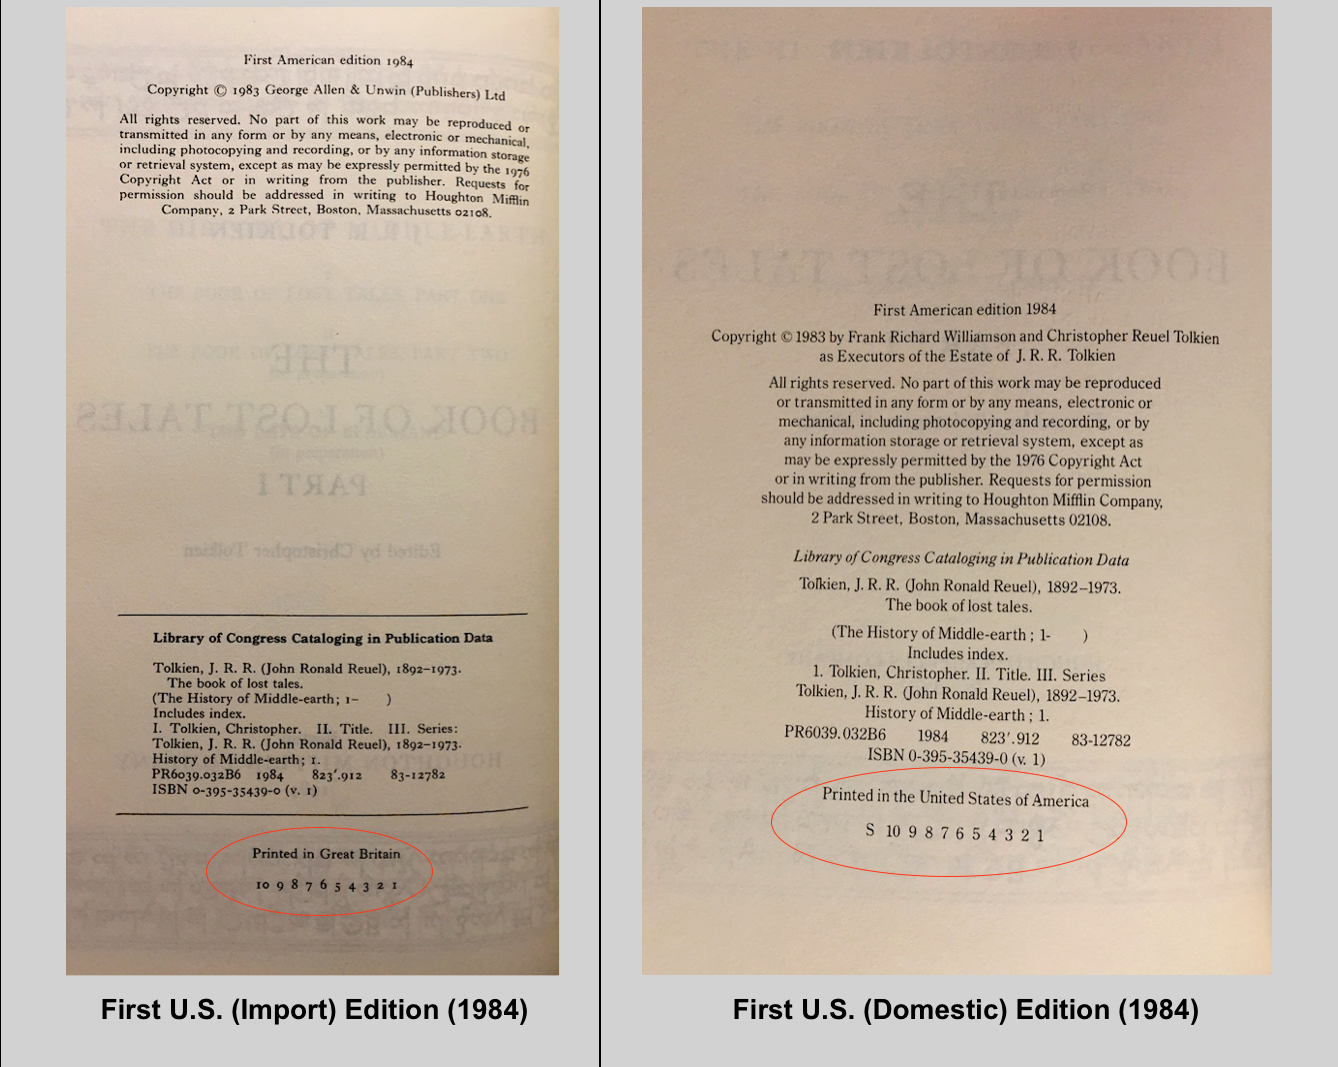 First American edition 1984
Copyright © 1983 George Allen & Unwin (Publishers) Ltd
All rights reserved. No part of this work may be reproduced or
transmitted in any form or by any means, electronic or mechanical,
including photocopying and recording, or by any information storage
or retrieval system, except as may be expressly permitted by the 1976
Copyright Act or in writing from the publisher. Requests for
permission should be addressed in writing to Houghton Mifflin
Company, 2 Park Street, Boston, Massachusetts 02108.
THE
BOOK OF LOST TALES
PART I
Edited by Christopher Tolkien
Library of Congress Cataloging in Publication Data
Tolkien, J. R. R. (John Ronald Reuel), 1892–1973.
The book of lost tales.
(The History of Middle-earth; 1– )
Includes index.
I. Tolkien, Christopher. II. Title. III. Series:
Tolkien, J. R. R. (John Ronald Reuel), 1892–1973.
History of Middle-earth; 1.
PR6039.032B6 1984 823′.912 83-12782
ISBN 0-395-35439-0 (v. 1)
Printed in Great Britain
10 9 8 7 6 5 4 3 2 1
First U.S. (Import) Edition (1984)
BOOK OF LOST TALES
First American edition 1984
Copyright © 1983 by Frank Richard Williamson and Christopher Reuel Tolkien
as Executors of the Estate of J. R. R. Tolkien
All rights reserved. No part of this work may be reproduced
or transmitted in any form or by any means, electronic or
mechanical, including photocopying and recording, or by
any information storage or retrieval system, except as
may be expressly permitted by the 1976 Copyright Act
or in writing from the publisher. Requests for permission
should be addressed in writing to Houghton Mifflin Company,
2 Park Street, Boston, Massachusetts 02108.
Library of Congress Cataloging in Publication Data
Tolkien, J. R. R. (John Ronald Reuel), 1892–1973.
The book of lost tales.
(The History of Middle-earth ; 1- )
Includes index.
1. Tolkien, Christopher. II. Title. III. Series
Tolkien, J. R. R. (John Ronald Reuel), 1892–1973.
History of Middle-earth ; 1.
PR6039.032B6 1984 823′.912 83-12782
ISBN 0-395-35439-0 (v. 1)
Printed in the United States of America
S 10 9 8 7 6 5 4 3 2 1
First U.S. (Domestic) Edition (1984)